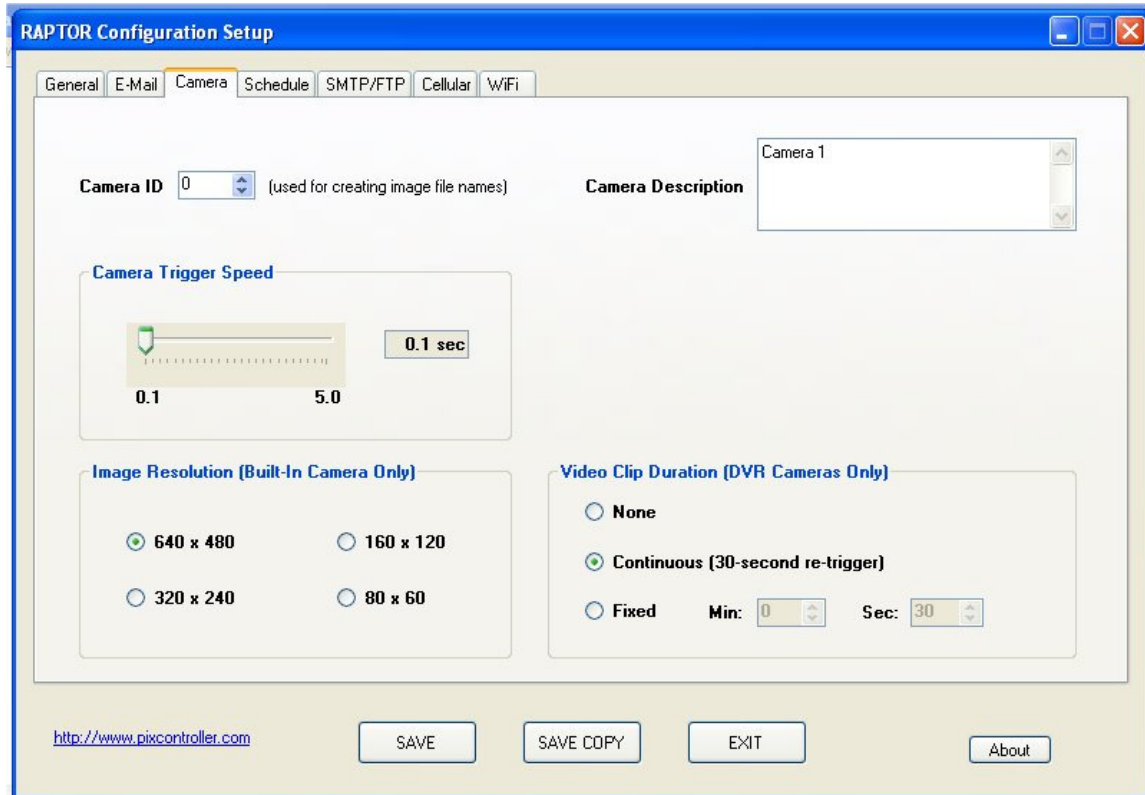 RAPTOR Configuration Setup
General E-Mail Camera Schedule SMTP/FTP Cellular WiFi
Camera ID 0 (used for creating image file names)
Camera Description Camera 1
Camera Trigger Speed
0.1 sec
0.1 5.0
Image Resolution (Built-In Camera Only)
640 x 480 160 x 120
320 x 240 80 x 60
Video Clip Duration (DVR Cameras Only)
None
Continuous (30-second re-trigger)
Fixed Min: 0 Sec: 30
http://www.pixcontroller.com SAVE SAVE COPY EXIT About